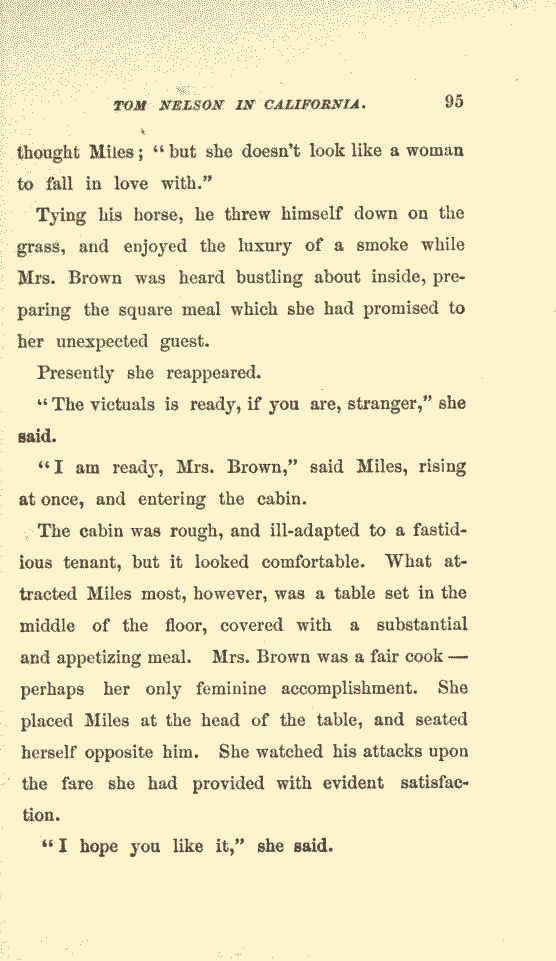 TOM NELSON IN CALIFORNIA. 95
thought Miles; "but she doesn't look like a woman
to fall in love with."
Tying his horse, he threw himself down on the
grass, and enjoyed the luxury of a smoke while
Mrs. Brown was heard bustling about inside, pre-
paring the square meal which she had promised to
her unexpected guest.
Presently she reappeared.
"The victuals is ready, if you are, stranger," she
said.
"I am ready, Mrs. Brown," said Miles, rising
at once, and entering the cabin.
The cabin was rough, and ill-adapted to a fastid-
ious tenant, but it looked comfortable. What at-
tracted Miles most, however, was a table set in the
middle of the floor, covered with a substantial
and appetizing meal. Mrs. Brown was a fair cook —
perhaps her only feminine accomplishment. She
placed Miles at the head of the table, and seated
herself opposite him. She watched his attacks upon
the fare she had provided with evident satisfac-
tion.
"I hope you like it," she said.